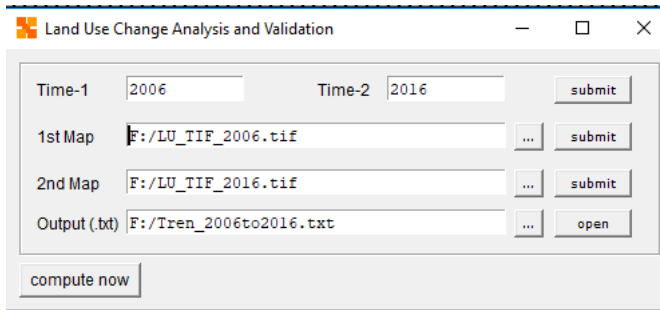 Land Use Change Analysis and Validation
Time-1 2006 Time-2 2016 submit
1st Map F:/LU_TIF_2006.tif ... submit
2nd Map F:/LU_TIF_2016.tif ... submit
Output (.txt) F:/Tren_2006to2016.txt ... open
compute now